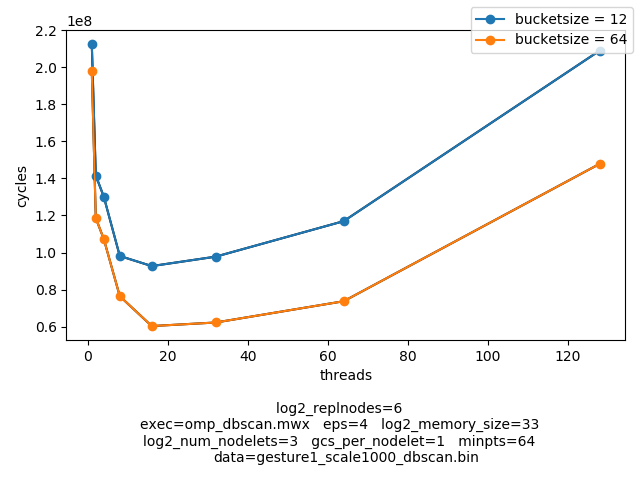 1e8
bucketsize = 12
bucketsize = 64
2.2
2.0
1.8
1.6
1.4
1.2
1.0
0.8
0.6
cycles
0 20 40 60 80 100 120
threads
log2_replnodes=6
exec=omp_dbscan.mwx eps=4 log2_memory_size=33
log2_num_nodelets=3 gcs_per_nodelet=1 minpts=64
data=gesture1_scale1000_dbscan.bin